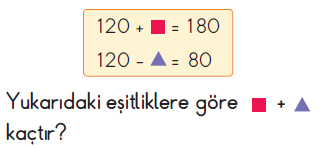 120 + ■ = 180
120 - ▲ = 80
Yukarıdaki eşitliklere göre ■ + ▲
kaçtır?